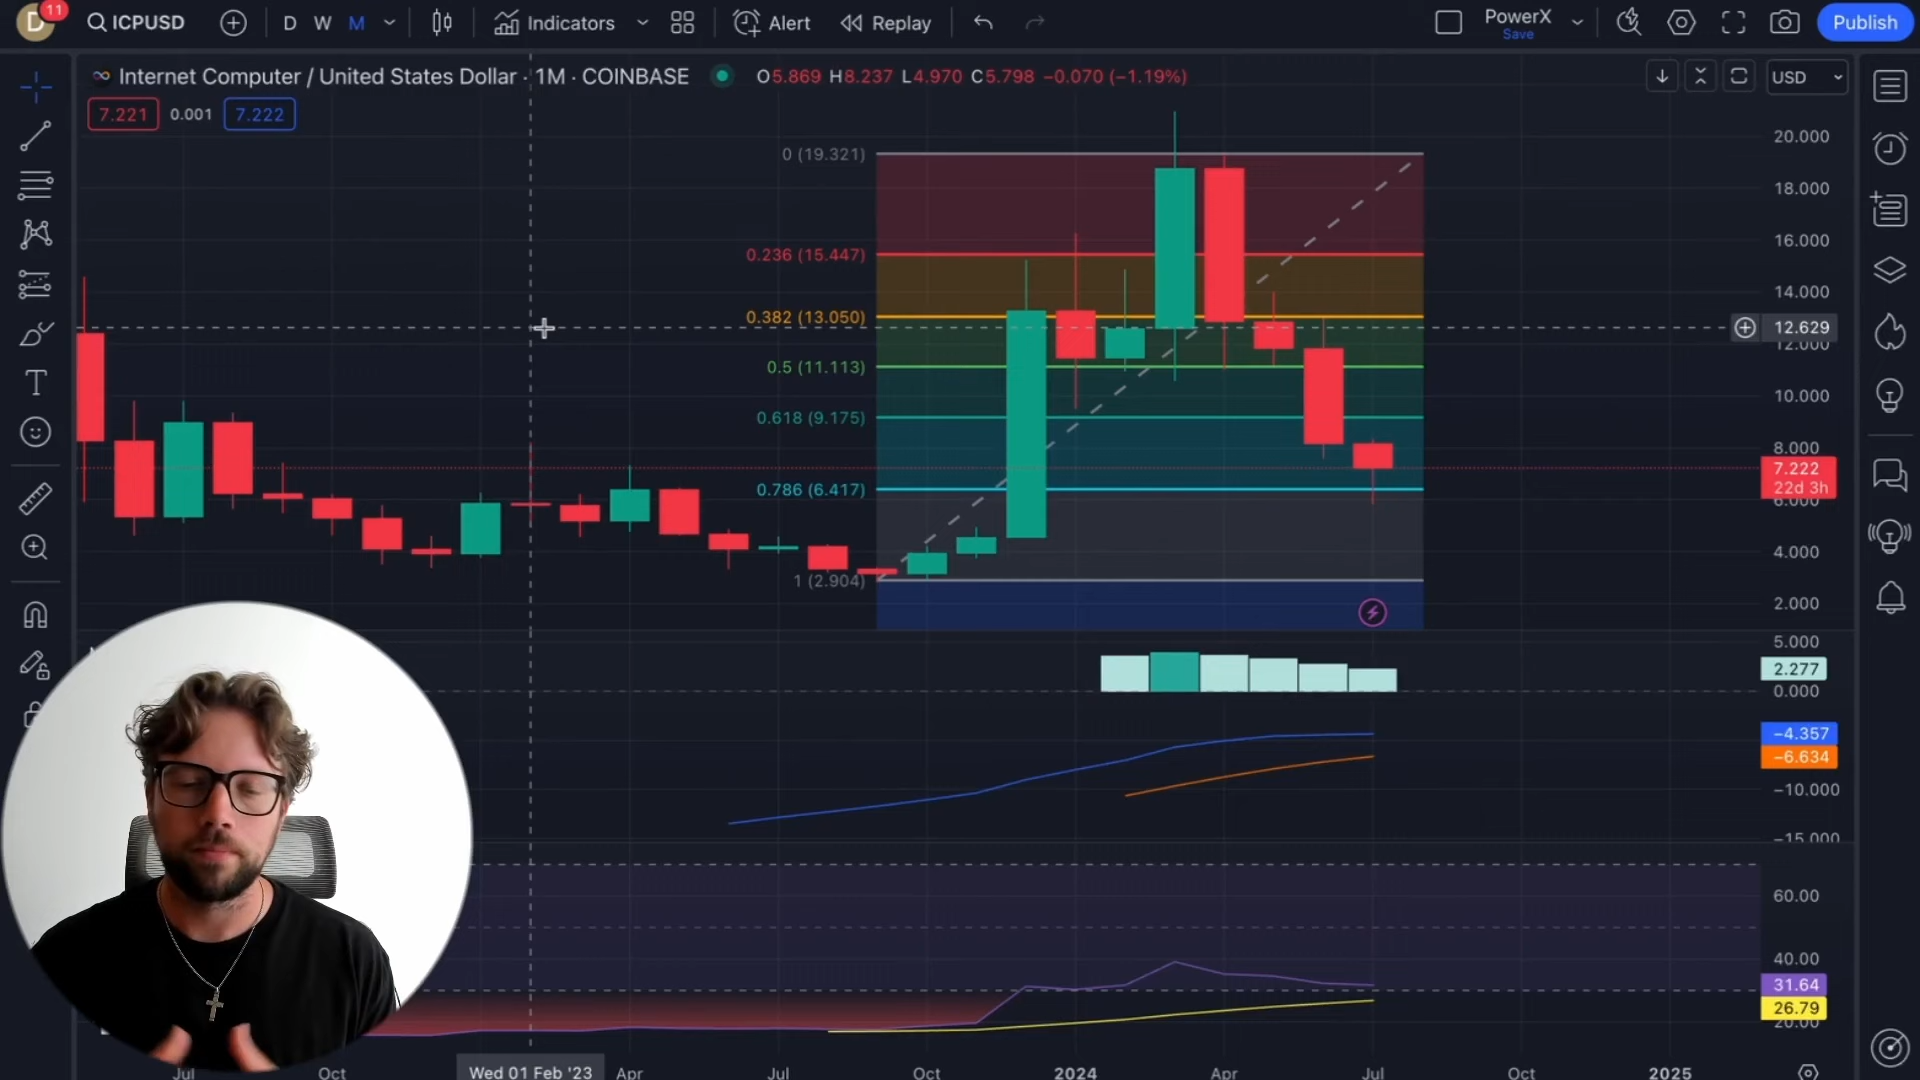 D
11
ICPUSD
D W M
Indicators
Alert
Replay
PowerX
Save
Publish
Internet Computer / United States Dollar · 1M · COINBASE
O5.869 H8.237 L4.970 C5.798 −0.070 (−1.19%)
USD
7.221
0.001
7.222
0 (19.321)
0.236 (15.447)
0.382 (13.050)
0.5 (11.113)
0.618 (9.175)
0.786 (6.417)
1 (2.904)
20.000
18.000
16.000
14.000
12.629
12.000
10.000
8.000
7.222
22d 3h
6.000
4.000
2.000
5.000
2.277
0.000
−4.357
−6.634
−10.000
−15.000
60.00
40.00
31.64
26.79
20.00
Jul
Oct
Wed 01 Feb '23
Apr
Jul
Oct
2024
Apr
Jul
Oct
2025